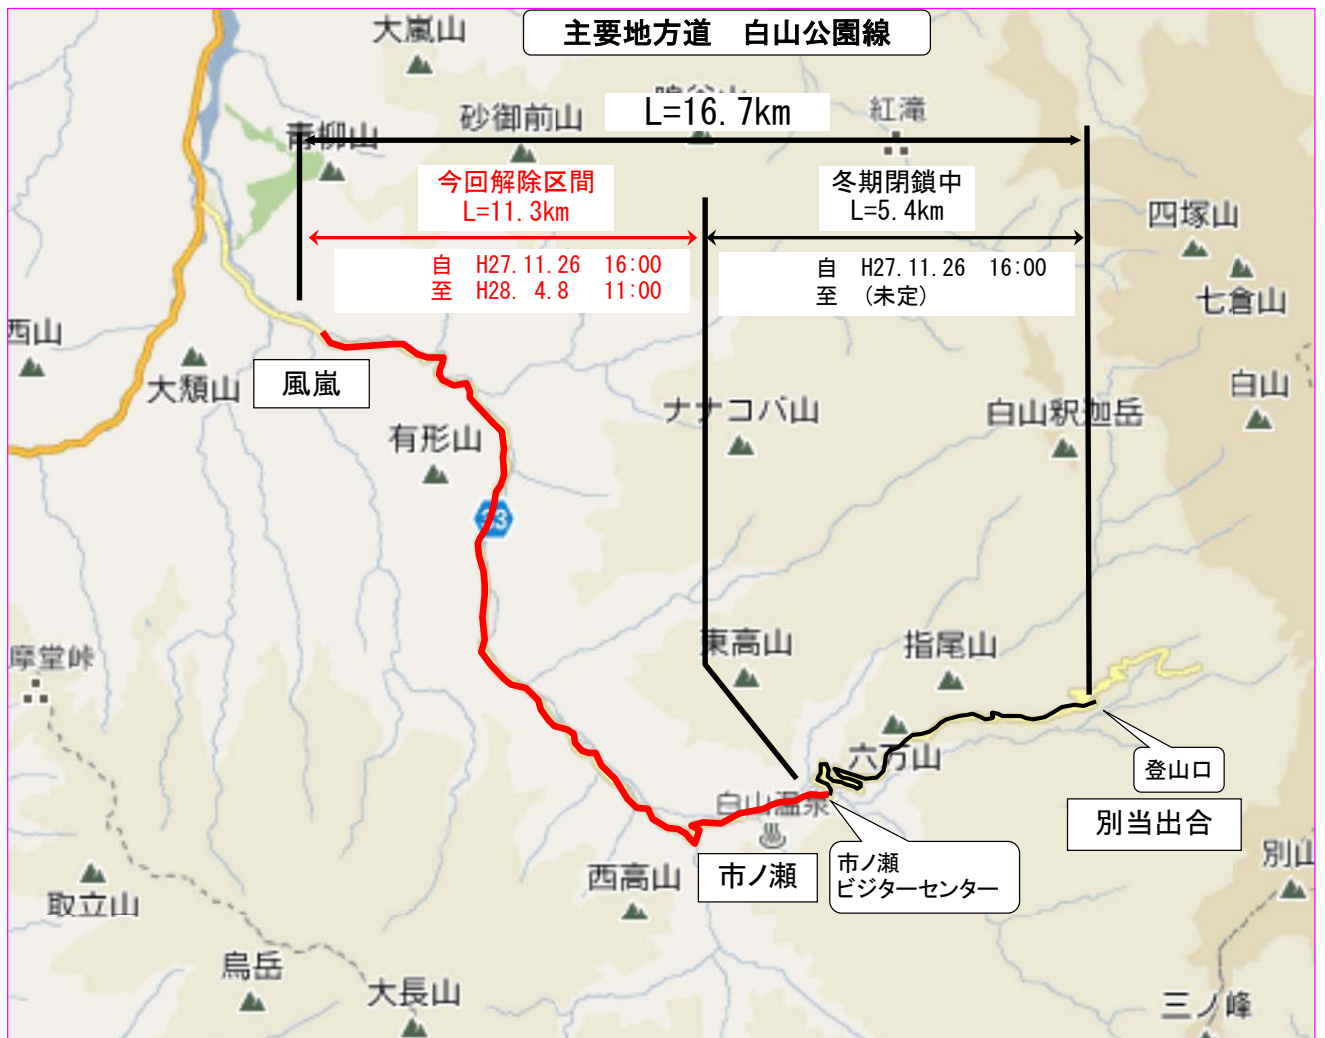 主要地方道　白山公園線
大嵐山
L=16.7km
砂御前山
紅滝
青柳山
今回解除区間
L=11.3km
冬期閉鎖中
L=5.4km
四塚山
自　H27.11.26　16:00
至　H28. 4.8　11:00
自　H27.11.26　16:00
至　(未定)
七倉山
西山
大頽山
風嵐
白山
ナナコバ山
白山釈迦岳
有形山
33
東高山
指尾山
摩堂峠
六万山
登山口
白山温泉
別当出合
市ノ瀬
ビジターセンター
市ノ瀬
西高山
別山
取立山
鳥岳
大長山
三ノ峰